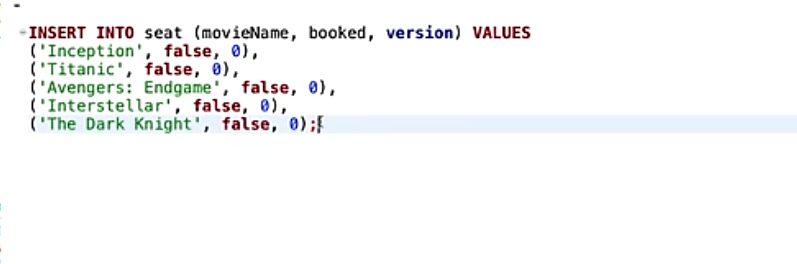 INSERT INTO seat (movieName, booked, version) VALUES
('Inception', false, 0),
('Titanic', false, 0),
('Avengers: Endgame', false, 0),
('Interstellar', false, 0),
('The Dark Knight', false, 0);